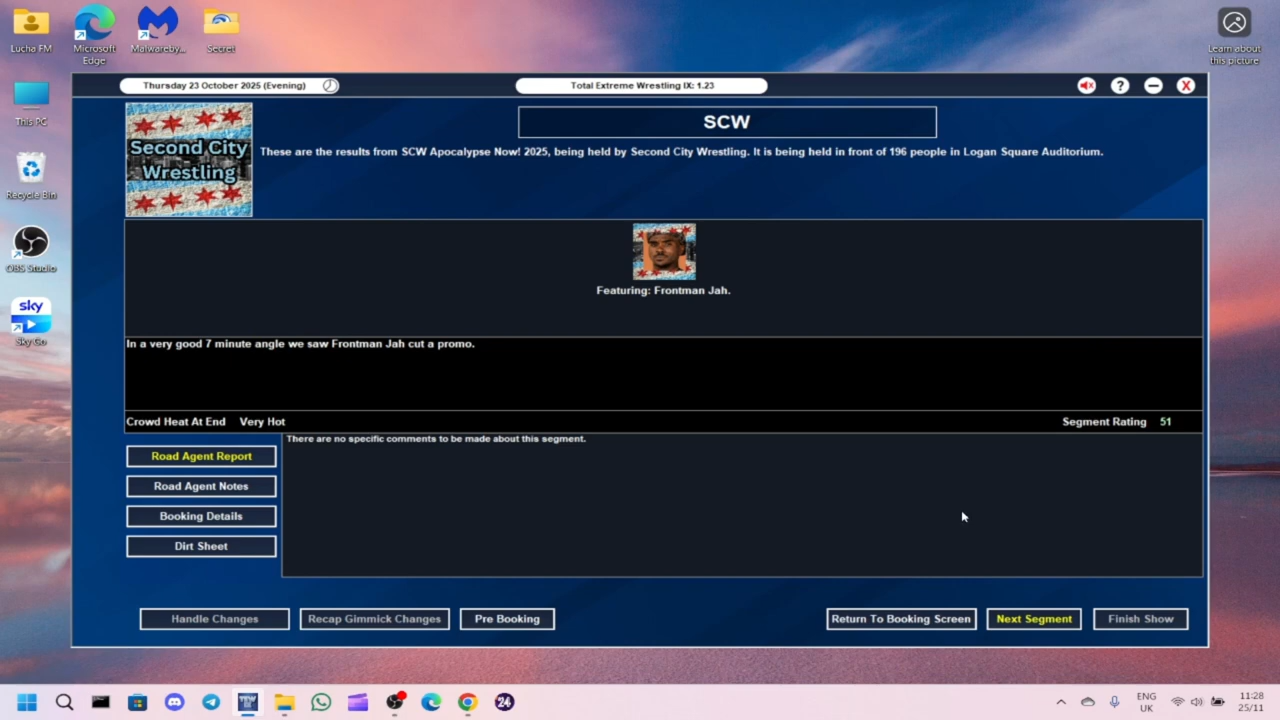 Lucha FM
Microsoft Edge
Malwareby...
Secret
Learn about this picture
This PC
Recycle Bin
OBS Studio
sky
Sky Go
Thursday 23 October 2025 (Evening)
Total Extreme Wrestling IX: 1.23
?
X
Second City
Wrestling
SCW
These are the results from SCW Apocalypse Now! 2025, being held by Second City Wrestling. It is being held in front of 196 people in Logan Square Auditorium.
Featuring: Frontman Jah.
In a very good 7 minute angle we saw Frontman Jah cut a promo.
Crowd Heat At End Very Hot
Segment Rating 51
There are no specific comments to be made about this segment.
Road Agent Report
Road Agent Notes
Booking Details
Dirt Sheet
Handle Changes
Recap Gimmick Changes
Pre Booking
Return To Booking Screen
Next Segment
Finish Show
TEW
24
ENG
UK
11:28
25/11